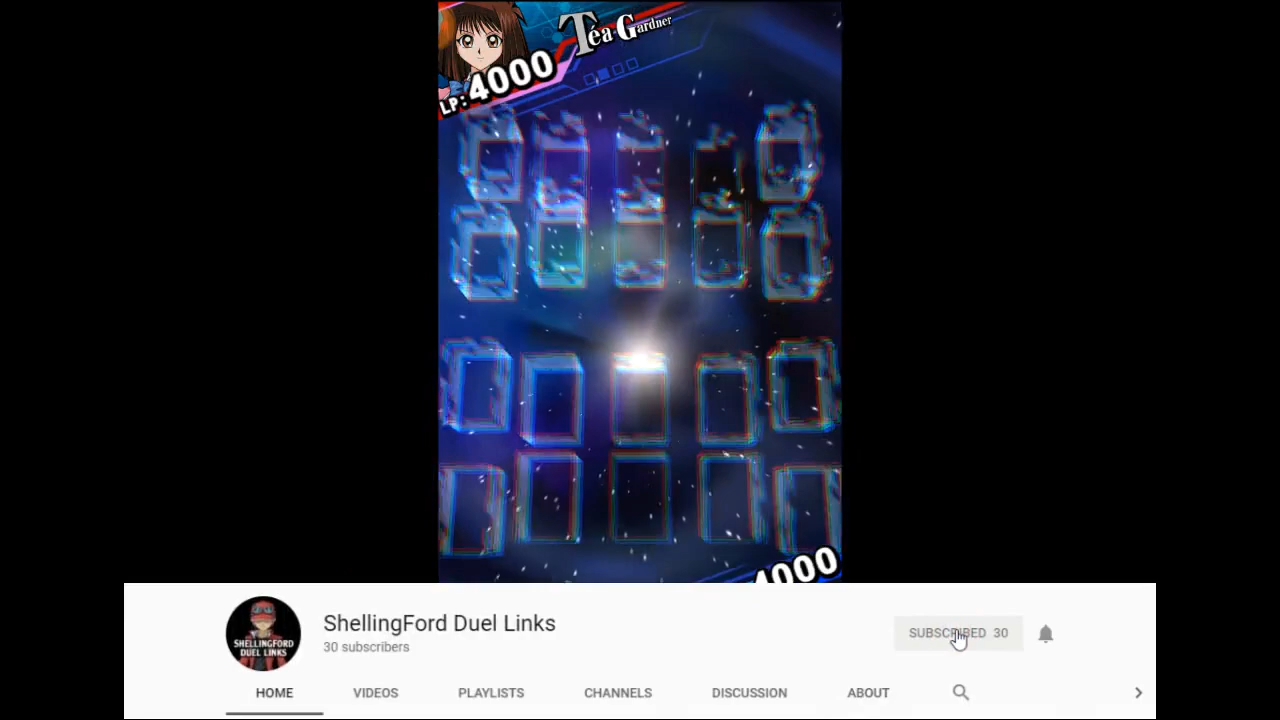 Téa Gardner
LP:4000
4000
SHELLINGFORD
DUEL LINKS
ShellingFord Duel Links
30 subscribers
SUBSCRIBED 30
HOME VIDEOS PLAYLISTS CHANNELS DISCUSSION ABOUT